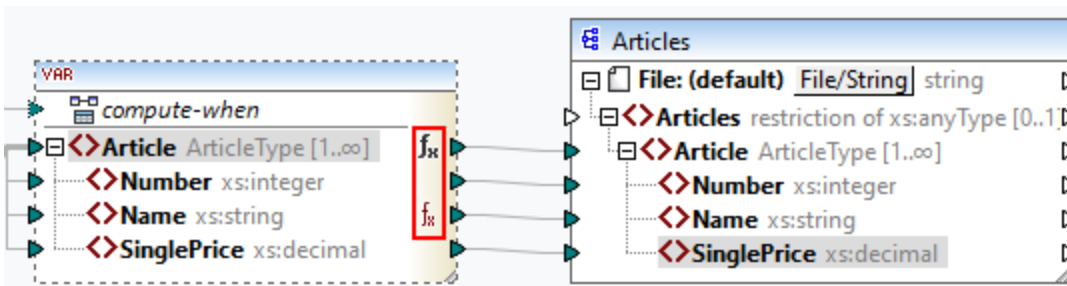 VAR
compute-when
Article ArticleType [1..∞]
fx
Number xs:integer
Name xs:string
fx
SinglePrice xs:decimal
Articles
File: (default) File/String string
Articles restriction of xs:anyType [0..1]
Article ArticleType [1..∞]
Number xs:integer
Name xs:string
SinglePrice xs:decimal